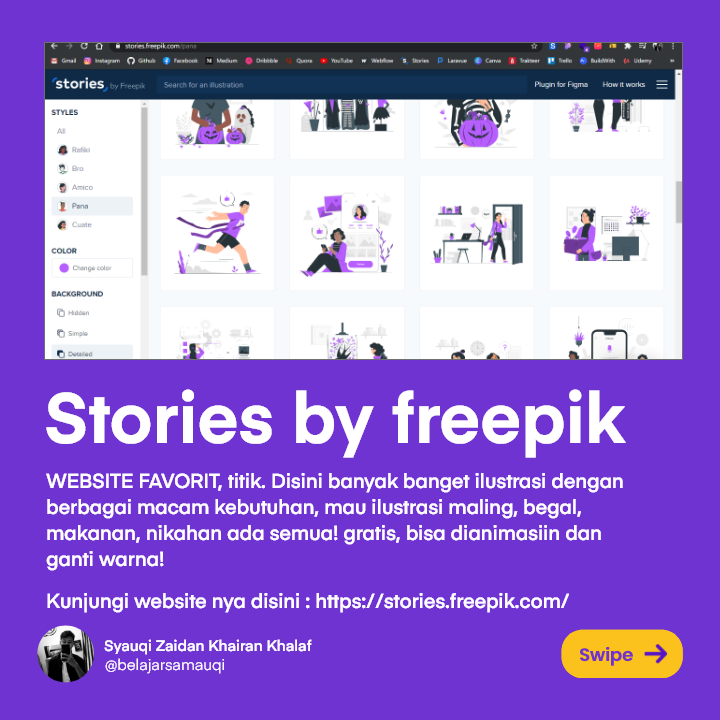 stories.freepik.com/pana
Gmail Instagram Github Facebook Medium Dribbble Quora YouTube Webflow Stories Laravue Canva Trakteer Trello BuildWith Udemy
stories by Freepik Search for an illustration Plugin for Figma How it works
STYLES
All
Rafiki
Bro
Amico
Pana
Cuate
COLOR
Change color
BACKGROUND
Hidden
Simple
Detailed
Stories by freepik
WEBSITE FAVORIT, titik. Disini banyak banget ilustrasi dengan
berbagai macam kebutuhan, mau ilustrasi maling, begal,
makanan, nikahan ada semua! gratis, bisa dianimasiin dan
ganti warna!
Kunjungi website nya disini : https://stories.freepik.com/
Syauqi Zaidan Khairan Khalaf
@belajarsamauqi
Swipe